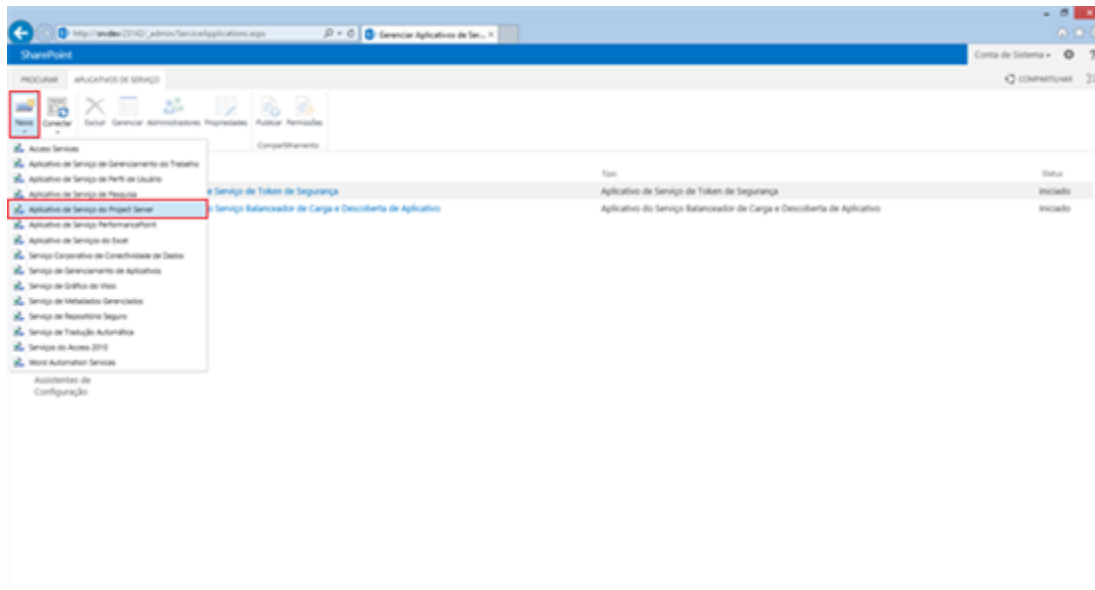 http://srvdev:23142/_admin/ServiceApplications.aspx
Gerenciar Aplicativos de Ser...
SharePoint
Conta de Sistema
?
PROCURAR APLICATIVOS DE SERVIÇO
COMPARTILHAR
Novo Conectar Excluir Gerenciar Administradores Propriedades Publicar Permissões
Compartilhamento
Access Services
Aplicativo de Serviço de Gerenciamento do Trabalho
Aplicativo de Serviço de Perfil de Usuário
Aplicativo de Serviço de Pesquisa
Aplicativo de Serviço do Project Server
Aplicativo de Serviço PerformancePoint
Aplicativo de Serviços do Excel
Serviço Corporativo de Conectividade de Dados
Serviço de Gerenciamento de Aplicativos
Serviço de Gráfico do Visio
Serviço de Metadados Gerenciados
Serviço de Repositório Seguro
Serviço de Tradução Automática
Serviços do Access 2010
Word Automation Services
Tipo Status
e Serviço de Token de Segurança Aplicativo de Serviço de Token de Segurança Iniciado
o Serviço Balanceador de Carga e Descoberta de Aplicativo Aplicativo do Serviço Balanceador de Carga e Descoberta de Aplicativo Iniciado
Assistentes de
Configuração